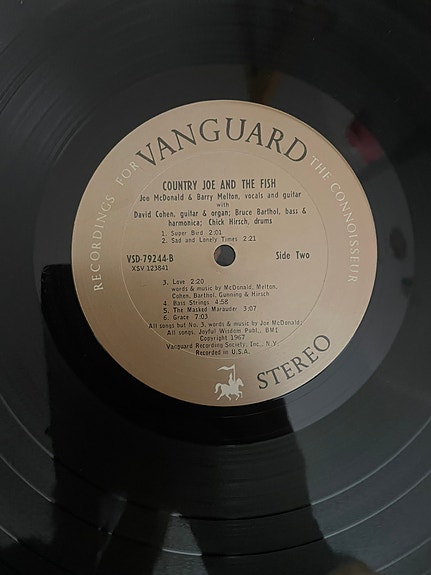 RECORDINGS FOR VANGUARD THE CONNOISSEUR
COUNTRY JOE AND THE FISH
Joe McDonald & Barry Melton, vocals and guitar
with
David Cohen, guitar & organ; Bruce Barthol, bass &
harmonica; Chick Hirsch, drums
1. Super Bird 2:01
2. Sad and Lonely Times 2:21
VSD-79244-B
XSV 123841
Side Two
3. Love 2:20
words & music by McDonald, Melton,
Cohen, Barthol, Gunning & Hirsch
4. Bass Strings 4:58
5. The Masked Marauder 3:07
6. Grace 7:03
All songs but No. 3, words & music by Joe McDonald;
All songs, Joyful Wisdom Publ., BMI
Copyright 1967
Vanguard Recording Society, Inc., N.Y.
Recorded in U.S.A.
STEREO